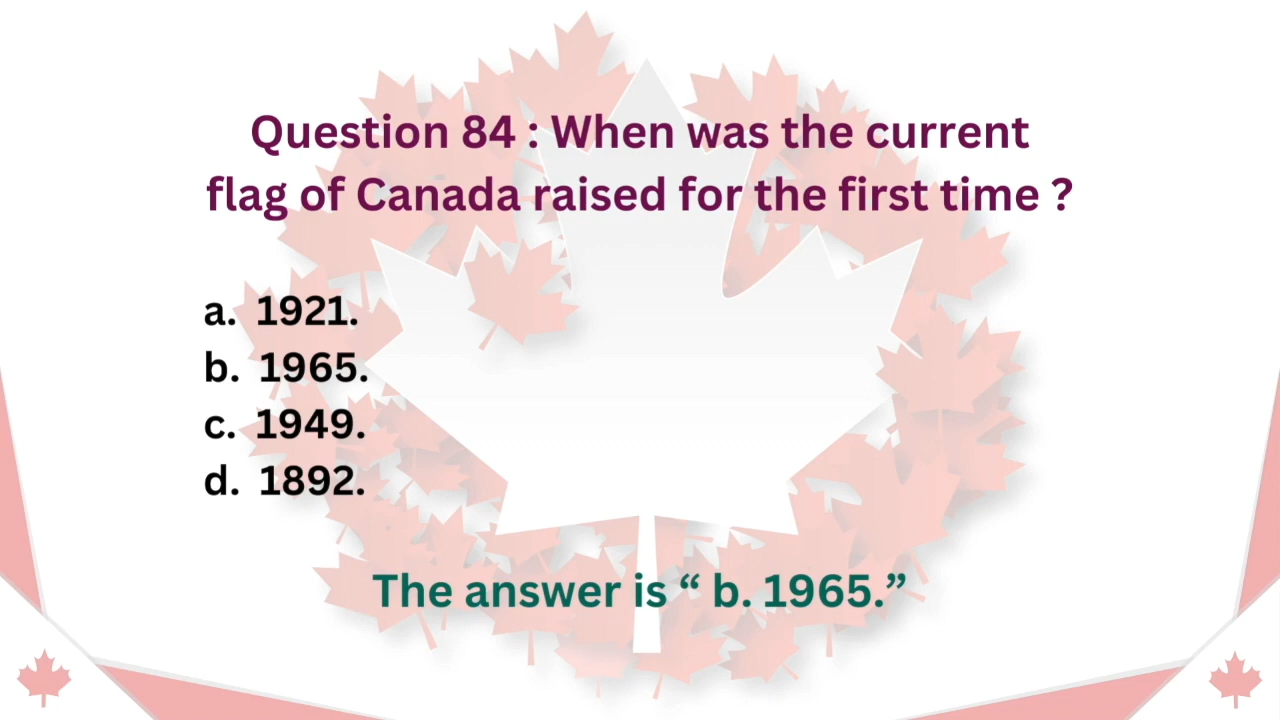 Question 84 : When was the current
flag of Canada raised for the first time ?
a. 1921.
b. 1965.
c. 1949.
d. 1892.
The answer is “ b. 1965.”